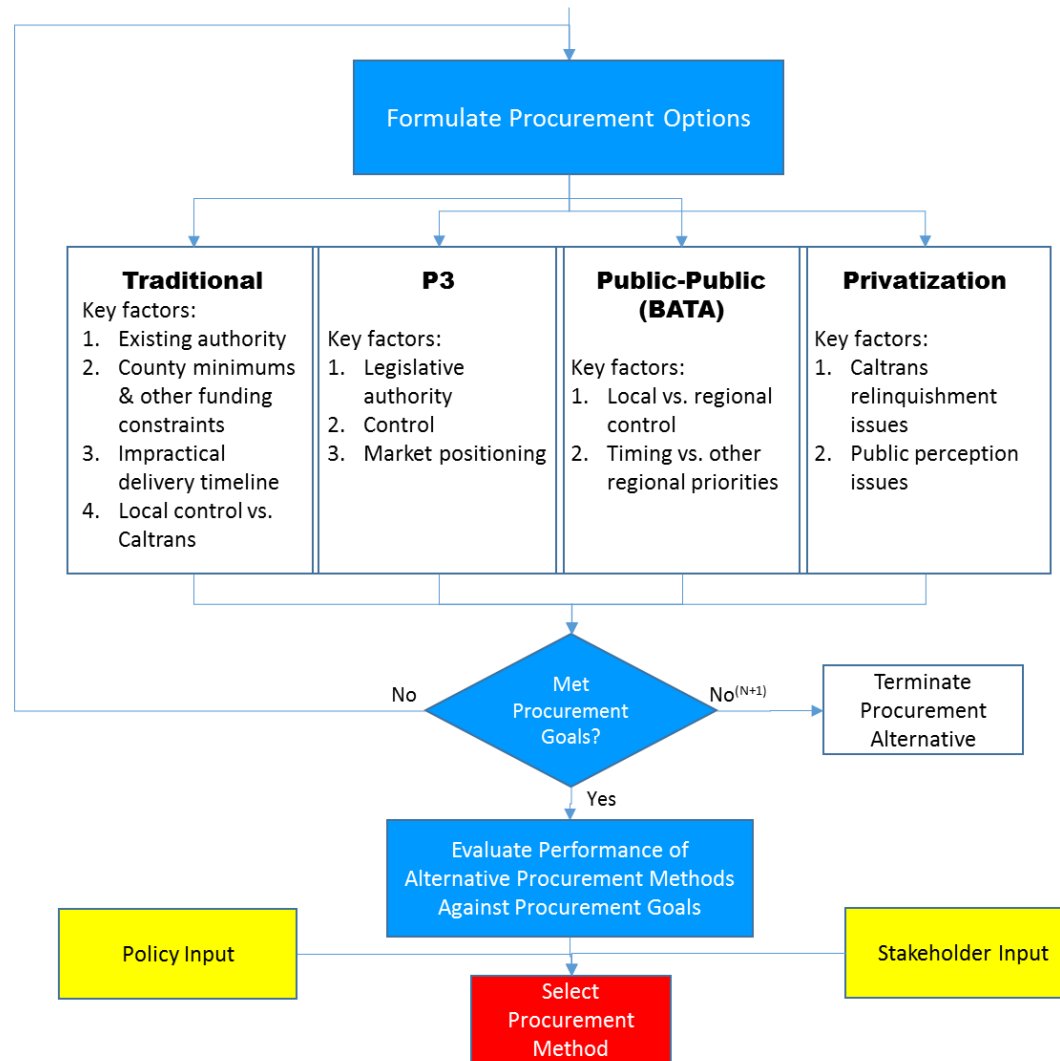 Formulate Procurement Options
Traditional
Key factors:
1. Existing authority
2. County minimums
& other funding
constraints
3. Impractical
delivery timeline
4. Local control vs.
Caltrans
P3
Key factors:
1. Legislative
authority
2. Control
3. Market positioning
Public-Public
(BATA)
Key factors:
1. Local vs. regional
control
2. Timing vs. other
regional priorities
Privatization
Key factors:
1. Caltrans
relinquishment
issues
2. Public perception
issues
No
Met
Procurement
Goals?
No(N+1)
Terminate
Procurement
Alternative
Yes
Evaluate Performance of
Alternative Procurement Methods
Against Procurement Goals
Policy Input
Stakeholder Input
Select
Procurement
Method